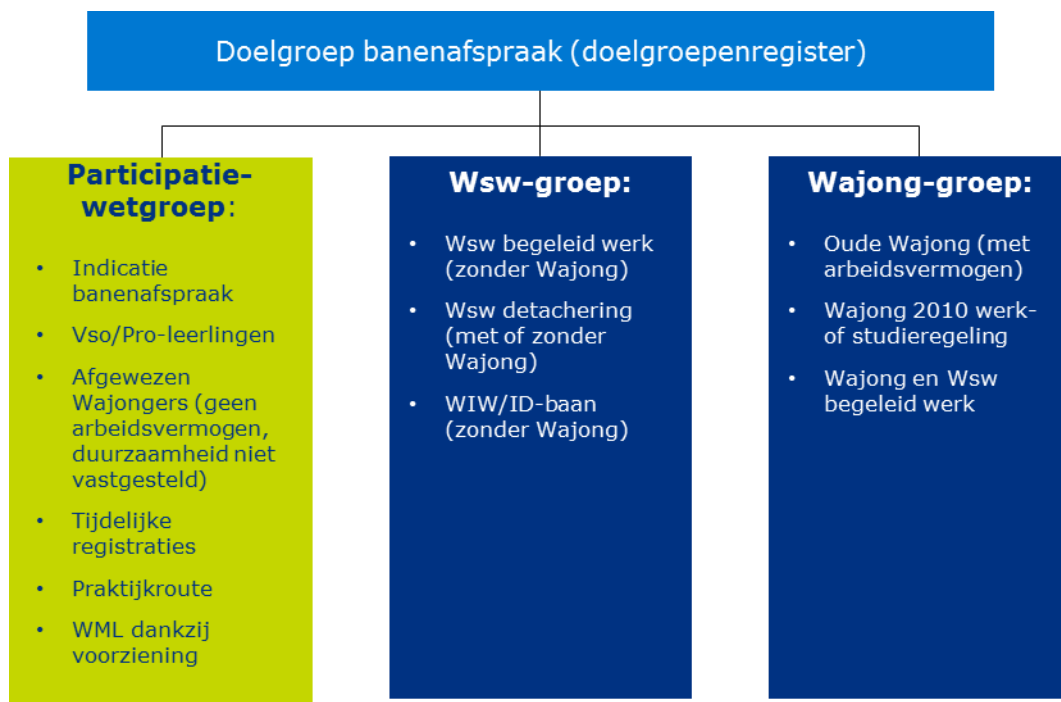 Doelgroep banenafspraak (doelgroepenregister)
Participatie-
wetgroep:
• Indicatie
banenafspraak
• Vso/Pro-leerlingen
• Afgewezen
Wajongers (geen
arbeidsvermogen,
duurzaamheid niet
vastgesteld)
• Tijdelijke
registraties
• Praktijkroute
• WML dankzij
voorziening
Wsw-groep:
• Wsw begeleid werk
(zonder Wajong)
• Wsw detachering
(met of zonder
Wajong)
• WIW/ID-baan
(zonder Wajong)
Wajong-groep:
• Oude Wajong (met
arbeidsvermogen)
• Wajong 2010 werk-
of studieregeling
• Wajong en Wsw
begeleid werk